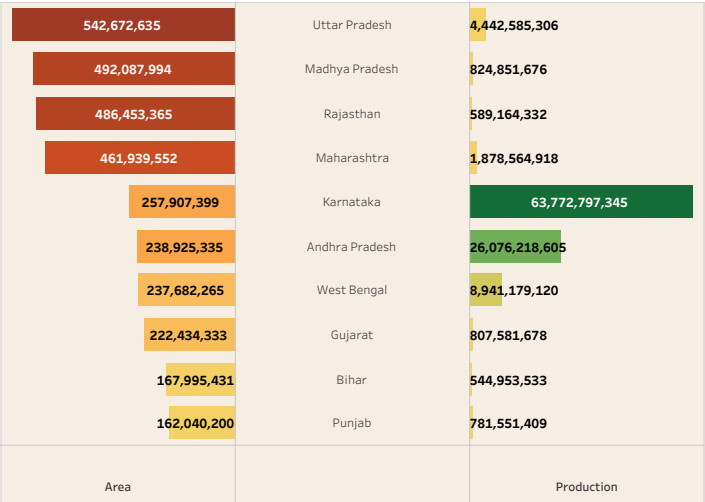 542,672,635 Uttar Pradesh 4,442,585,306
492,087,994 Madhya Pradesh 824,851,676
486,453,365 Rajasthan 589,164,332
461,939,552 Maharashtra 1,878,564,918
257,907,399 Karnataka 63,772,797,345
238,925,335 Andhra Pradesh 26,076,218,605
237,682,265 West Bengal 8,941,179,120
222,434,333 Gujarat 807,581,678
167,995,431 Bihar 544,953,533
162,040,200 Punjab 781,551,409
Area Production